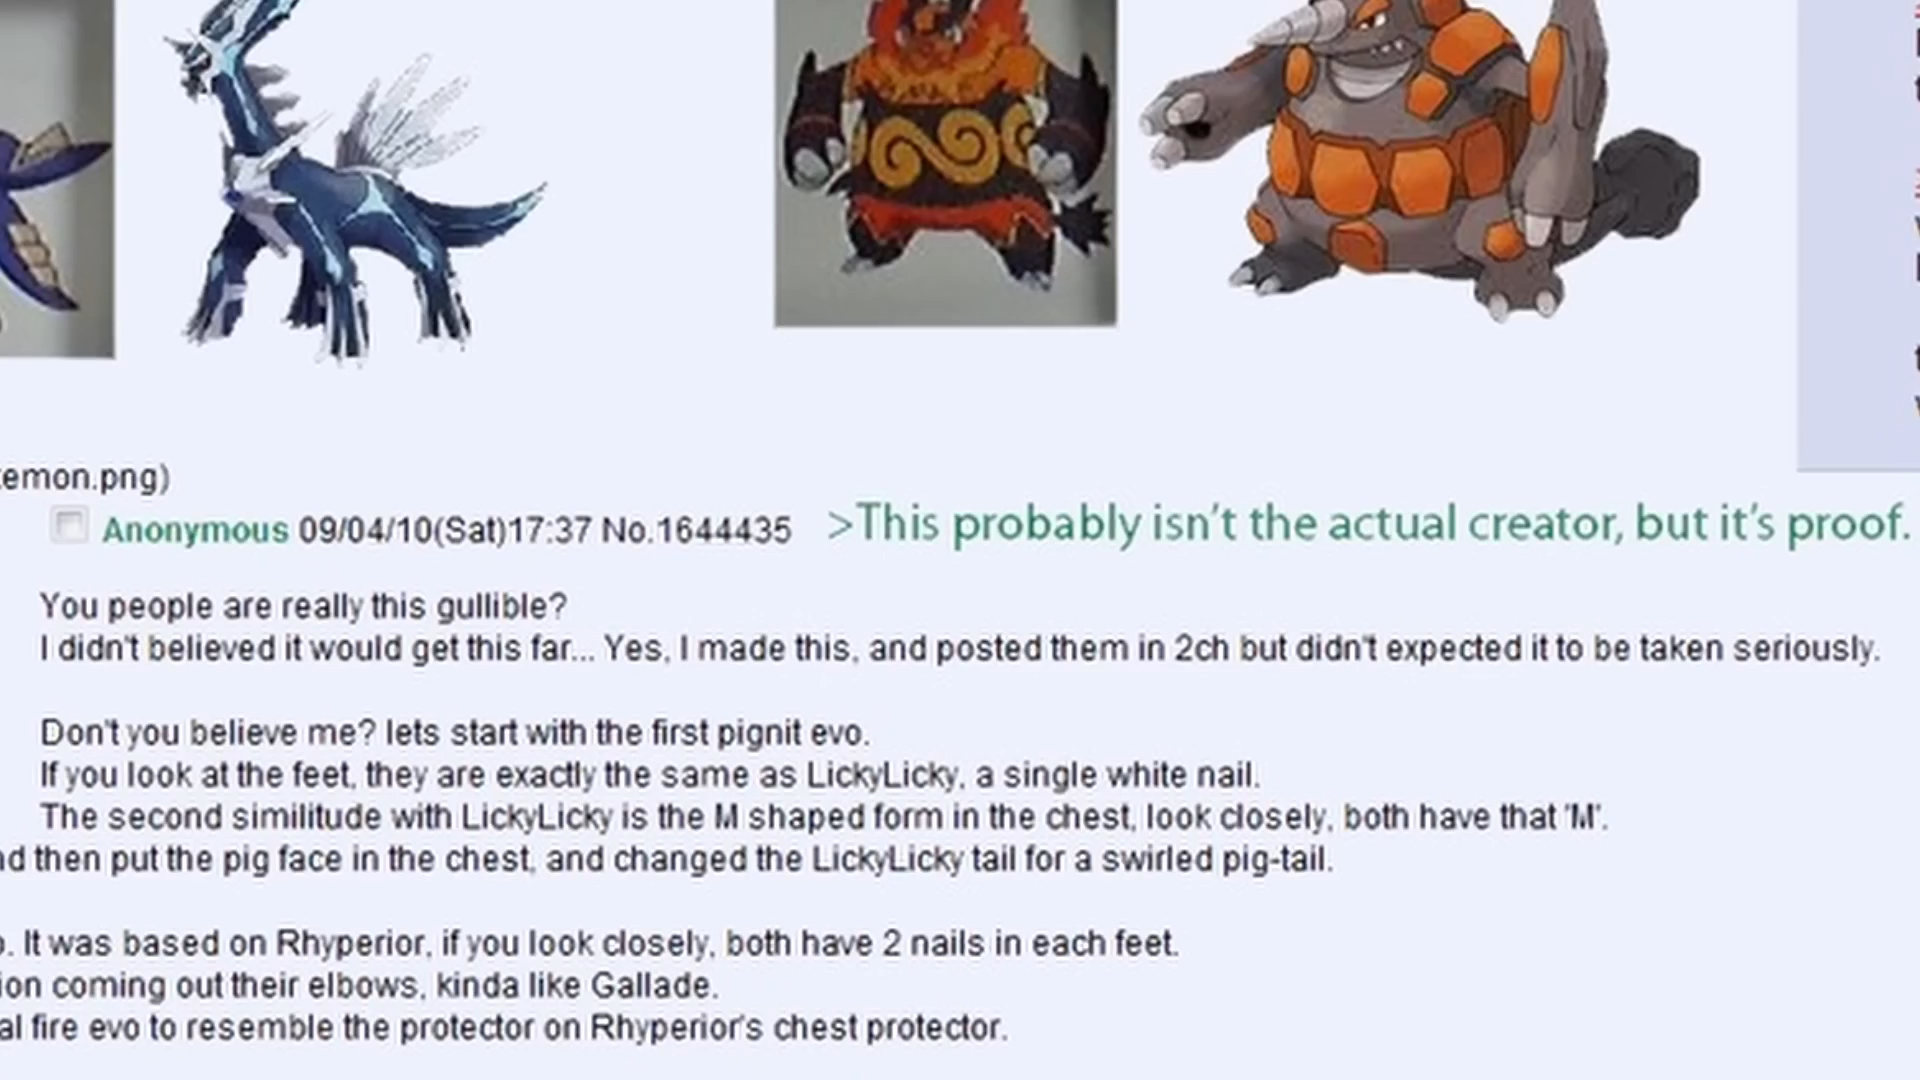 emon.png)
Anonymous 09/04/10(Sat)17:37 No.1644435 >This probably isn't the actual creator, but it's proof.
You people are really this gullible?
I didn't believed it would get this far... Yes, I made this, and posted them in 2ch but didn't expected it to be taken seriously.
Don't you believe me? lets start with the first pignit evo.
If you look at the feet, they are exactly the same as LickyLicky, a single white nail.
The second similitude with LickyLicky is the M shaped form in the chest, look closely, both have that 'M'.
nd then put the pig face in the chest, and changed the LickyLicky tail for a swirled pig-tail.
o. It was based on Rhyperior, if you look closely, both have 2 nails in each feet.
ion coming out their elbows, kinda like Gallade.
al fire evo to resemble the protector on Rhyperior's chest protector.